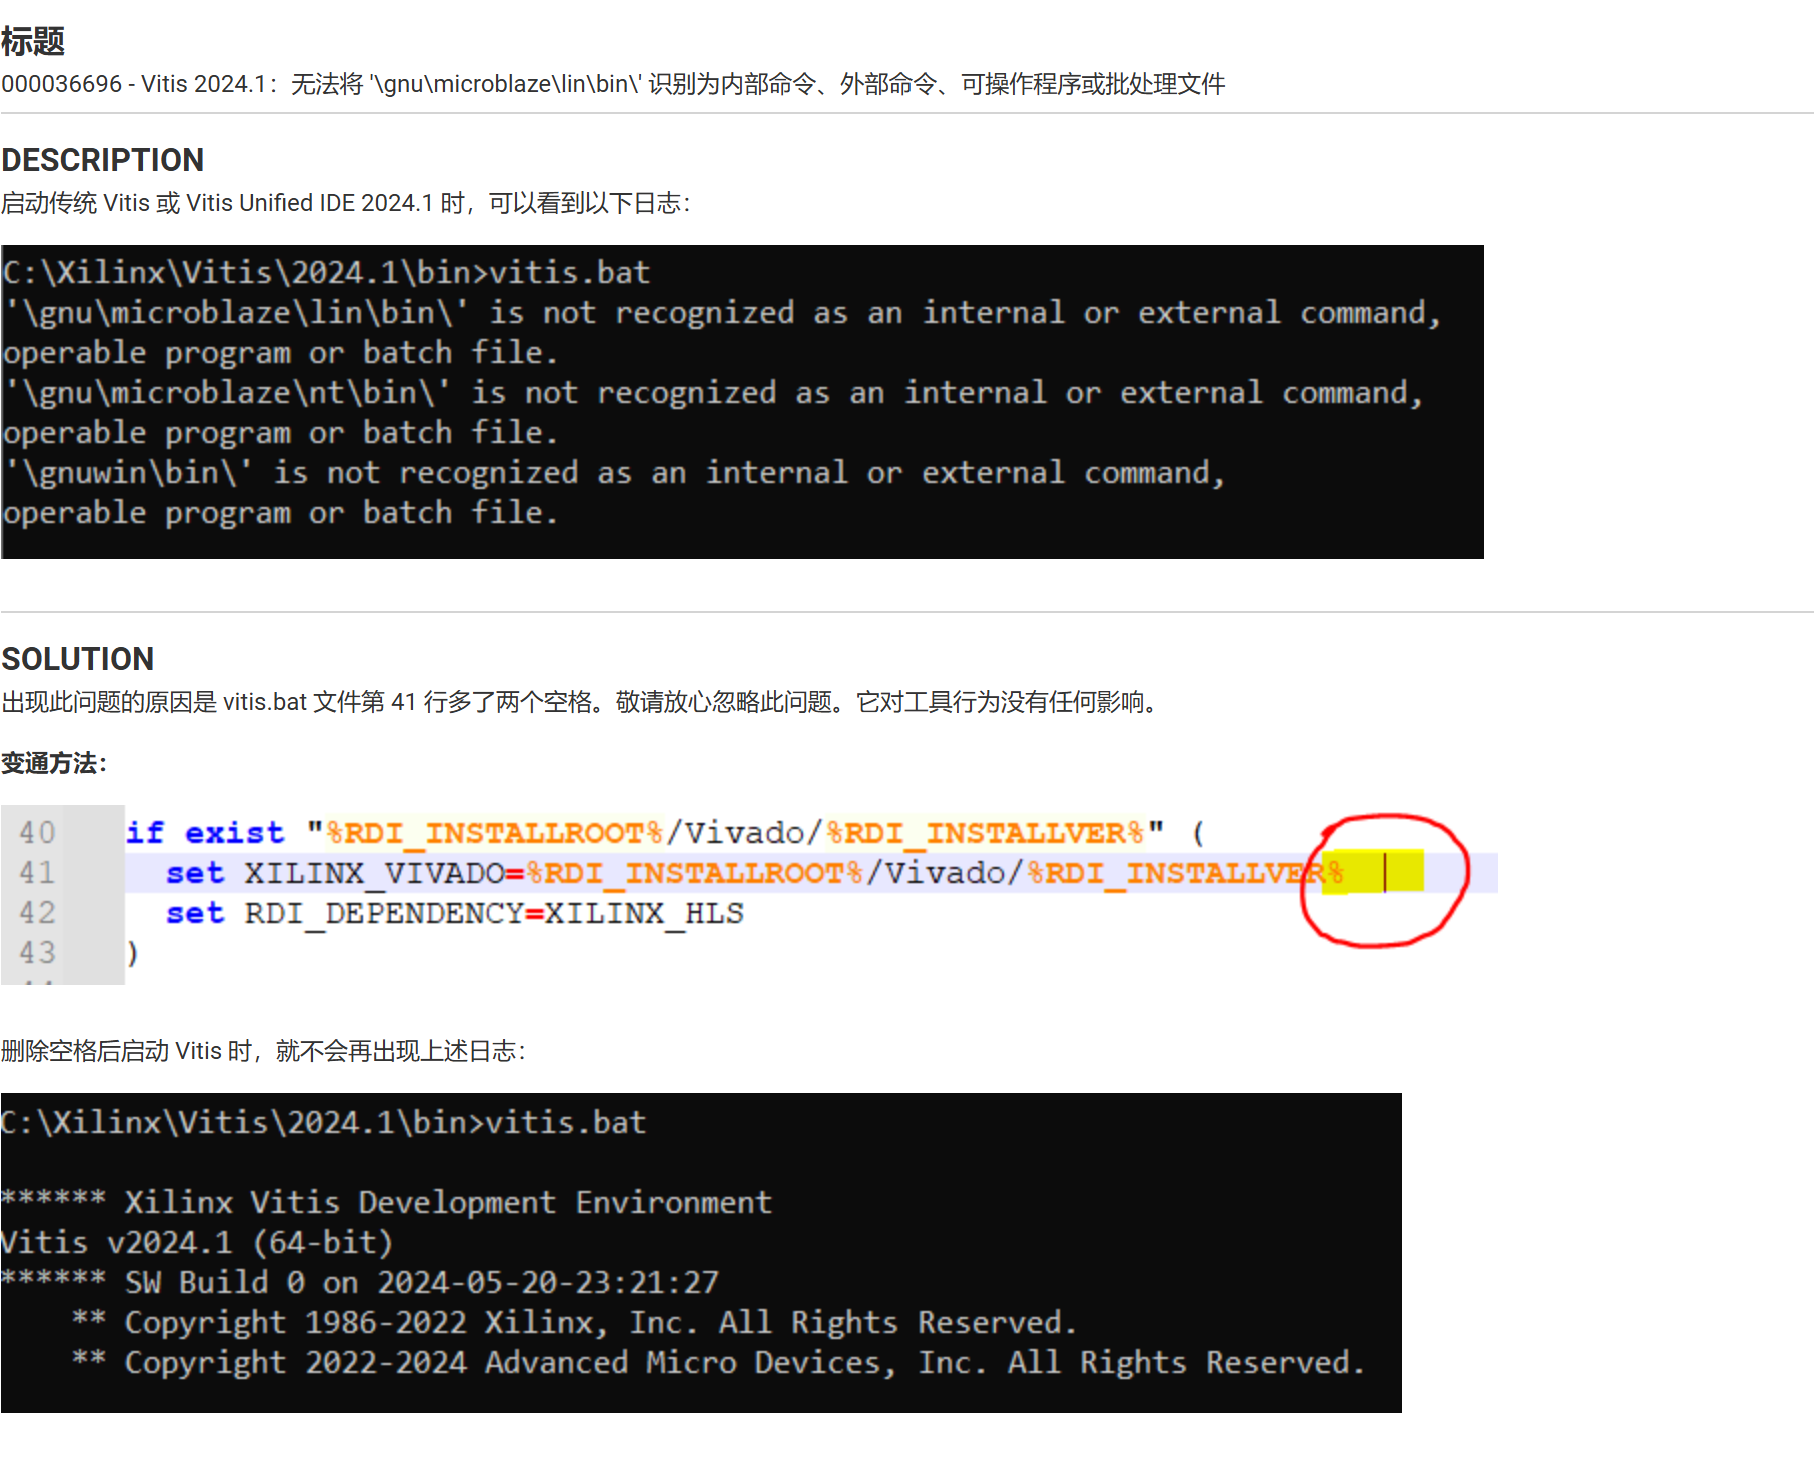 标题
000036696 - Vitis 2024.1：无法将 '\gnu\microblaze\lin\bin\' 识别为内部命令、外部命令、可操作程序或批处理文件
DESCRIPTION
启动传统 Vitis 或 Vitis Unified IDE 2024.1 时，可以看到以下日志：
C:\Xilinx\Vitis\2024.1\bin>vitis.bat
'\gnu\microblaze\lin\bin\' is not recognized as an internal or external command,
operable program or batch file.
'\gnu\microblaze\nt\bin\' is not recognized as an internal or external command,
operable program or batch file.
'\gnuwin\bin\' is not recognized as an internal or external command,
operable program or batch file.
SOLUTION
出现此问题的原因是 vitis.bat 文件第 41 行多了两个空格。敬请放心忽略此问题。它对工具行为没有任何影响。
变通方法：
40 if exist "%RDI_INSTALLROOT%/Vivado/%RDI_INSTALLVER%" (
41 set XILINX_VIVADO=%RDI_INSTALLROOT%/Vivado/%RDI_INSTALLVER%
42 set RDI_DEPENDENCY=XILINX_HLS
43 )
删除空格后启动 Vitis 时，就不会再出现上述日志：
C:\Xilinx\Vitis\2024.1\bin>vitis.bat
****** Xilinx Vitis Development Environment
Vitis v2024.1 (64-bit)
****** SW Build 0 on 2024-05-20-23:21:27
** Copyright 1986-2022 Xilinx, Inc. All Rights Reserved.
** Copyright 2022-2024 Advanced Micro Devices, Inc. All Rights Reserved.